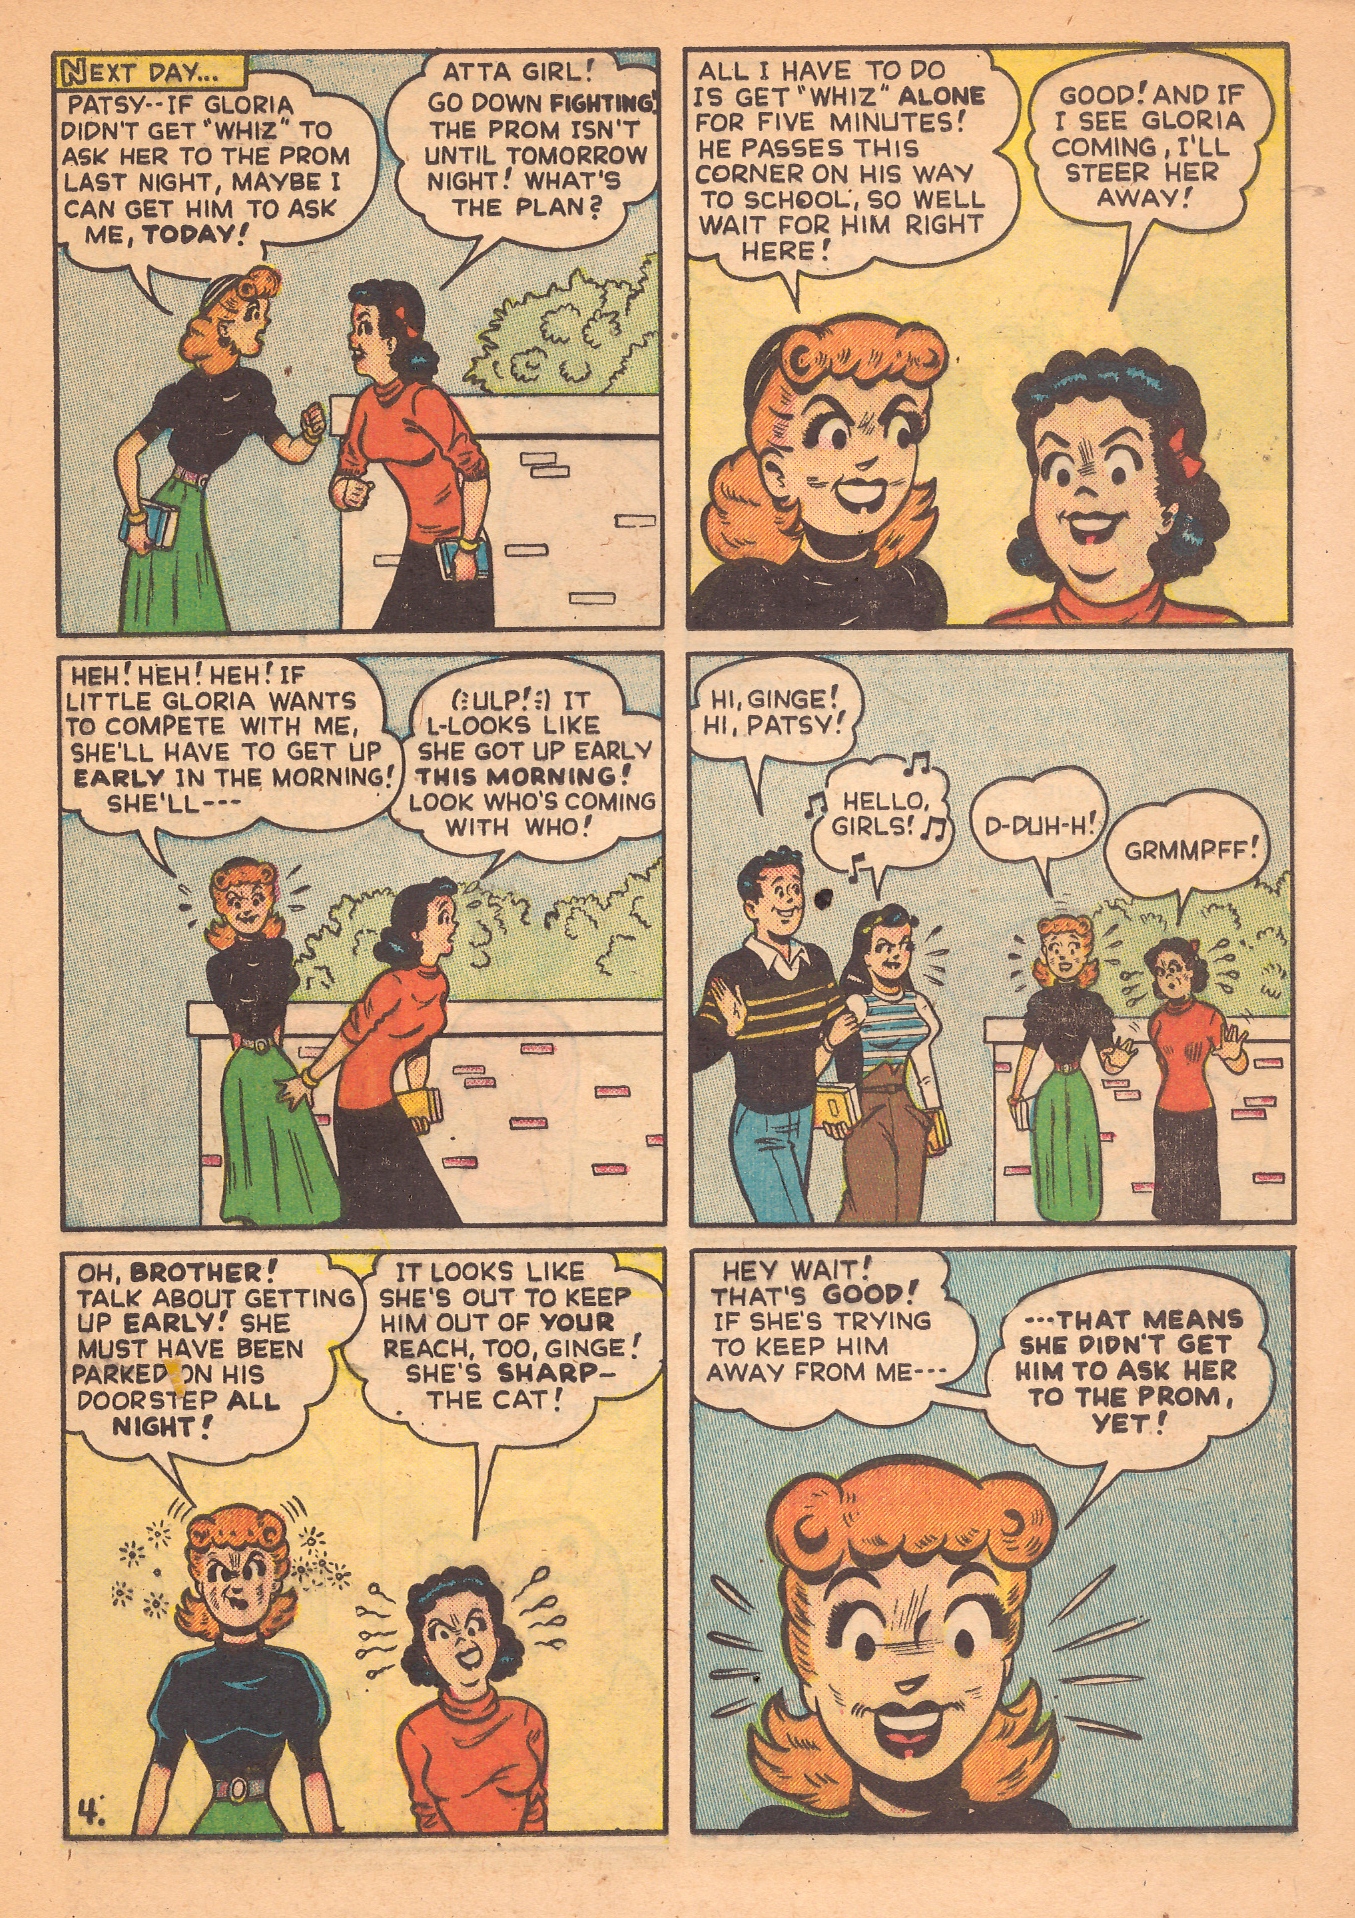 NEXT DAY...
PATSY--IF GLORIA
DIDN'T GET "WHIZ" TO
ASK HER TO THE PROM
LAST NIGHT, MAYBE I
CAN GET HIM TO ASK
ME, TODAY!
ATTA GIRL!
GO DOWN FIGHTING!
THE PROM ISN'T
UNTIL TOMORROW
NIGHT! WHAT'S
THE PLAN?
ALL I HAVE TO DO
IS GET "WHIZ" ALONE
FOR FIVE MINUTES!
HE PASSES THIS
CORNER ON HIS WAY
TO SCHOOL, SO WELL
WAIT FOR HIM RIGHT
HERE!
GOOD! AND IF
I SEE GLORIA
COMING, I'LL
STEER HER
AWAY!
HEH! HEH! HEH! IF
LITTLE GLORIA WANTS
TO COMPETE WITH ME,
SHE'LL HAVE TO GET UP
EARLY IN THE MORNING!
SHE'LL---
(:ULP!:) IT
L-LOOKS LIKE
SHE GOT UP EARLY
THIS MORNING!
LOOK WHO'S COMING
WITH WHO!
HI, GINGE!
HI, PATSY!
HELLO,
GIRLS!
D-DUH-H!
GRMMPFF!
OH, BROTHER!
TALK ABOUT GETTING
UP EARLY! SHE
MUST HAVE BEEN
PARKED ON HIS
DOORSTEP ALL
NIGHT!
IT LOOKS LIKE
SHE'S OUT TO KEEP
HIM OUT OF YOUR
REACH, TOO, GINGE!
SHE'S SHARP-
THE CAT!
HEY WAIT!
THAT'S GOOD!
IF SHE'S TRYING
TO KEEP HIM
AWAY FROM ME---
---THAT MEANS
SHE DIDN'T GET
HIM TO ASK HER
TO THE PROM,
YET!
4.